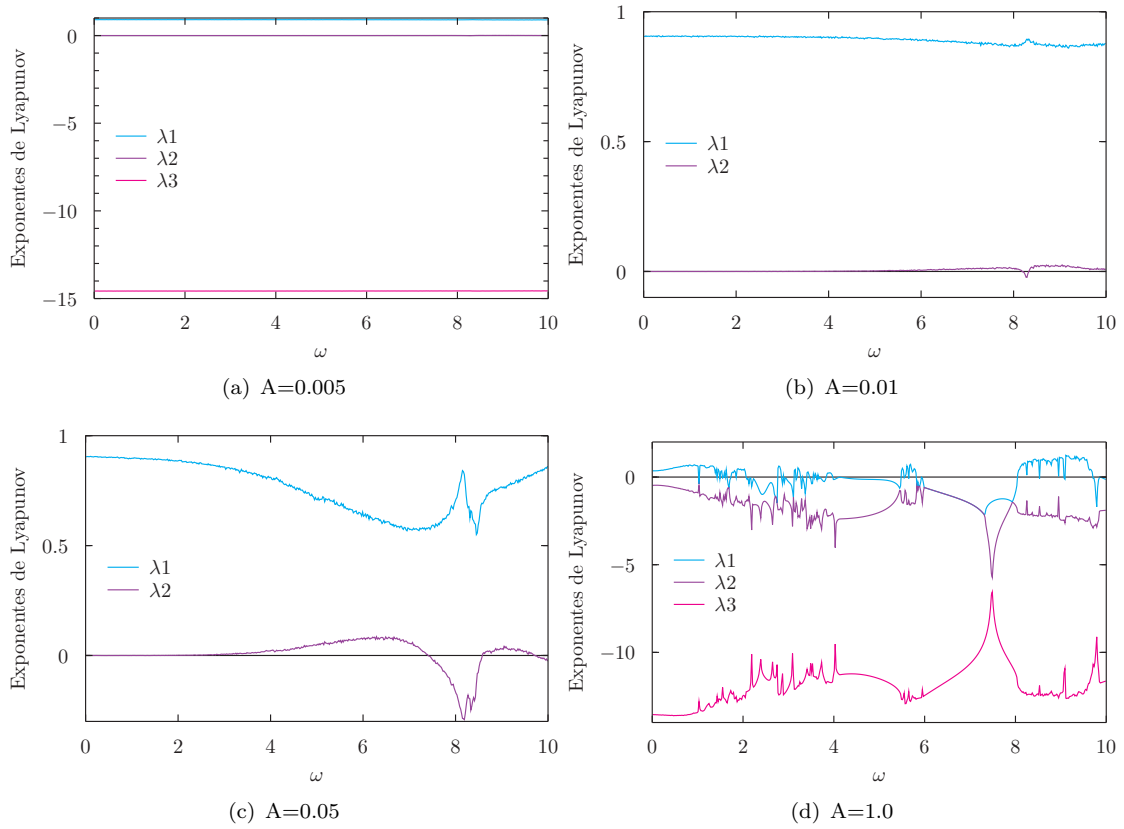 Exponentes de Lyapunov
0
−5
−10
−15
λ1
λ2
λ3
0 2 4 6 8 10
ω
(a) A=0.005
Exponentes de Lyapunov
1
0.5
0
λ1
λ2
0 2 4 6 8 10
ω
(b) A=0.01
Exponentes de Lyapunov
1
0.5
0
λ1
λ2
0 2 4 6 8 10
ω
(c) A=0.05
Exponentes de Lyapunov
0
−5
−10
λ1
λ2
λ3
0 2 4 6 8 10
ω
(d) A=1.0